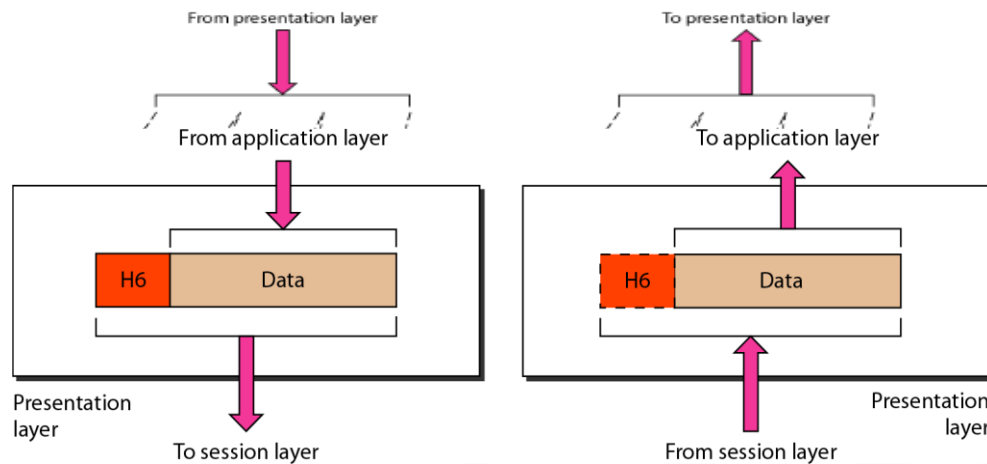 From presentation layer
To presentation layer
From application layer
To application layer
H6
Data
H6
Data
Presentation
layer
Presentation
layer
To session layer
From session layer